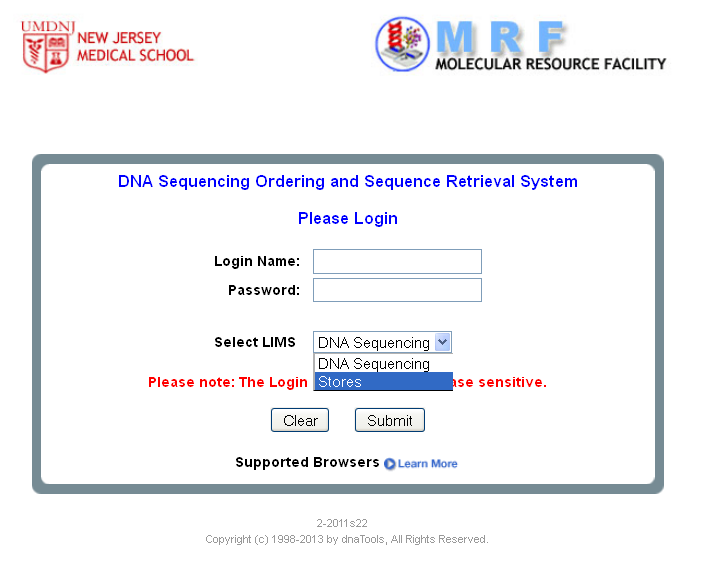 UMDNJ
NEW JERSEY
MEDICAL SCHOOL
MRF
MOLECULAR RESOURCE FACILITY
DNA Sequencing Ordering and Sequence Retrieval System
Please Login
Login Name:
Password:
Select LIMS DNA Sequencing
DNA Sequencing
Stores
Please note: The Login ase sensitive.
Clear Submit
Supported Browsers Learn More
2-2011s22
Copyright (c) 1998-2013 by dnaTools, All Rights Reserved.